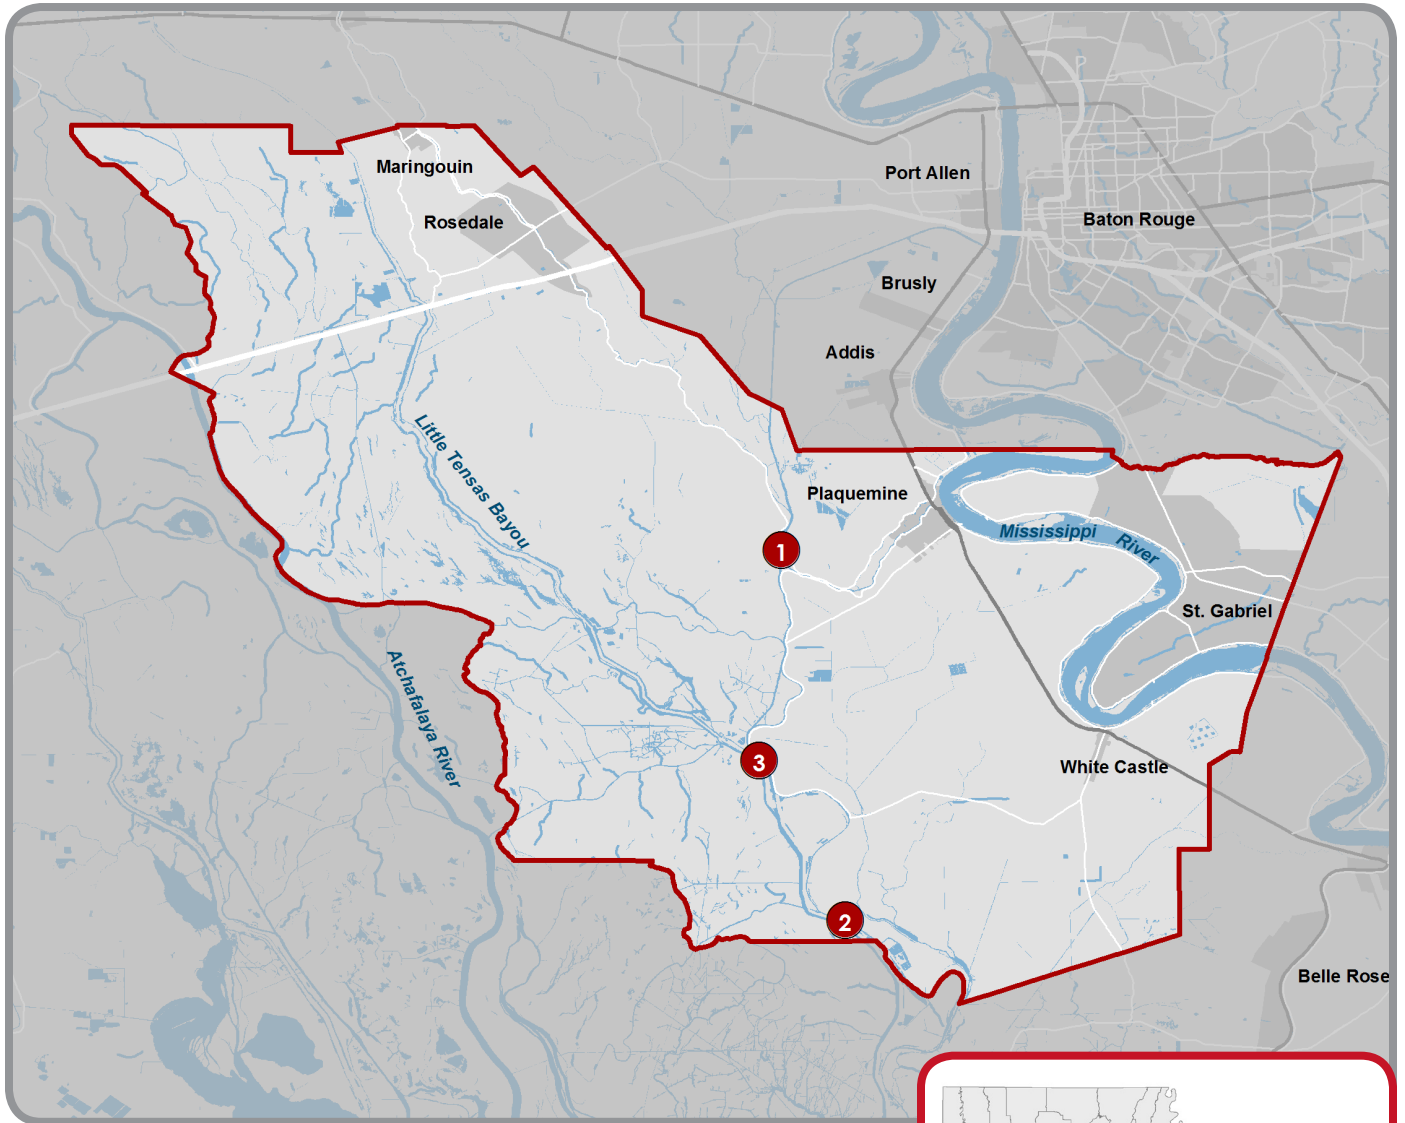 Maringouin
Port Allen
Rosedale
Baton Rouge
Brusly
Addis
Little Tensas Bayou
Plaquemine
Mississippi River
1
St. Gabriel
Atchafalaya River
3
White Castle
2
Belle Rose